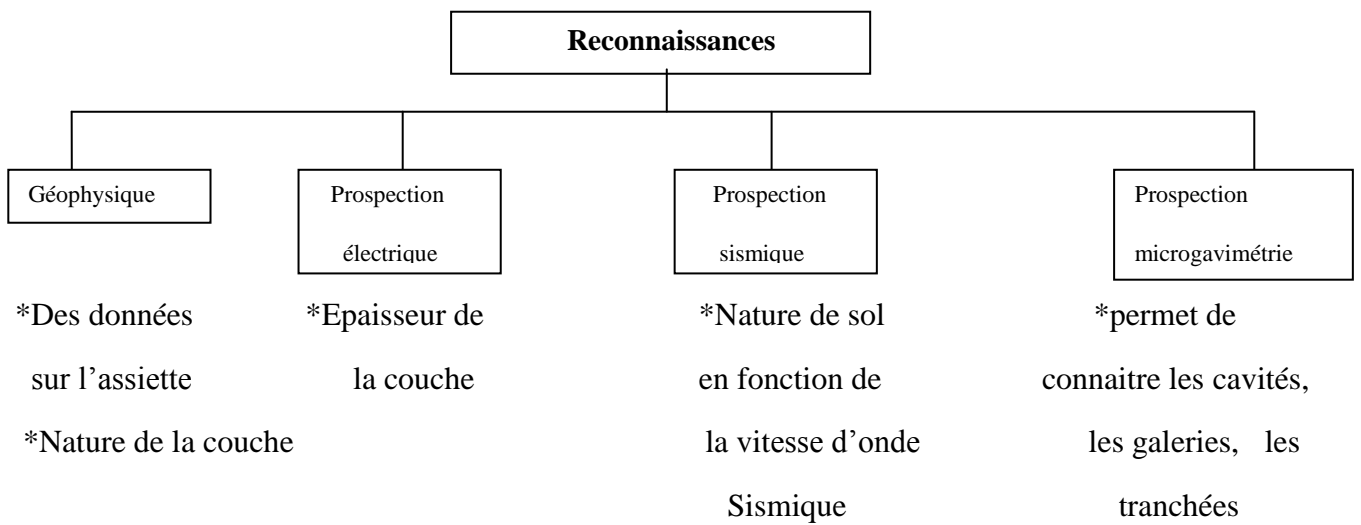 Reconnaissances
Géophysique
Prospection
électrique
Prospection
sismique
Prospection
microgavimétrie
*Des données
sur l’assiette
*Nature de la couche
*Epaisseur de
la couche
*Nature de sol
en fonction de
la vitesse d’onde
Sismique
*permet de
connaitre les cavités,
les galeries, les
tranchées